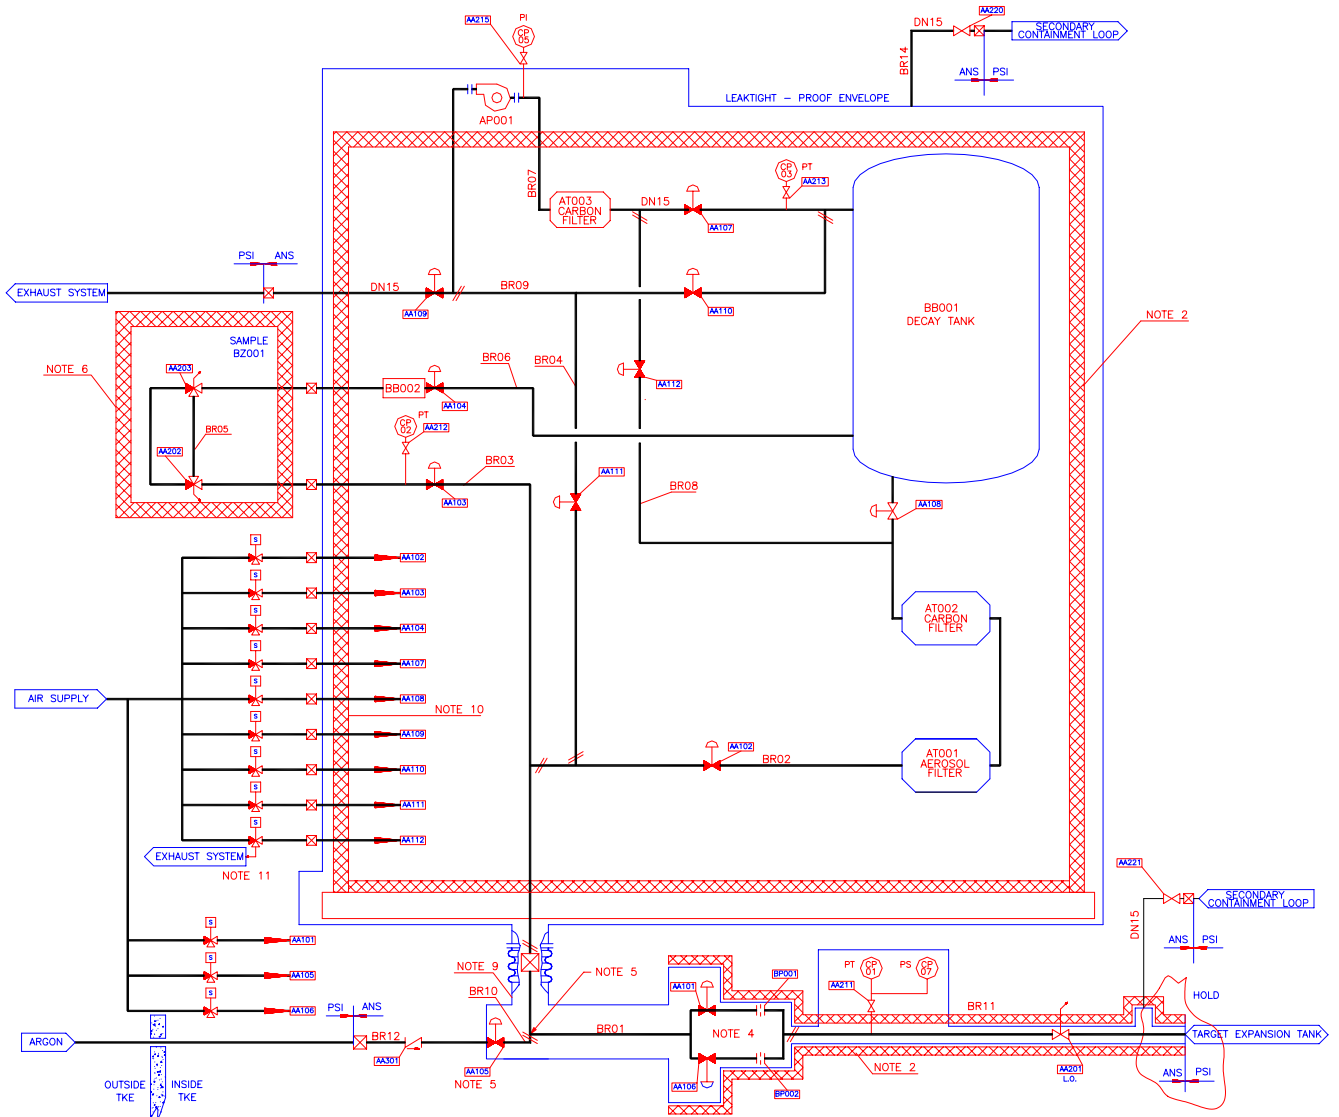 AA215
PI
CP
05
DN15
AA220
SECONDARY
CONTAINMENT LOOP
BR14
ANS
PSI
LEAKTIGHT – PROOF ENVELOPE
AP001
BR07
AT003
CARBON
FILTER
DN15
CP
03
PT
AA213
AA107
PSI
ANS
EXHAUST SYSTEM
DN15
AA109
BR09
AA110
BB001
DECAY TANK
NOTE 2
SAMPLE
BZ001
NOTE 6
AA203
BR05
AA202
BB002
AA104
BR06
BR04
AA112
CP
02
PT
AA212
BR03
AA103
AA111
BR08
AA108
S
AA102
S
AA103
S
AA104
S
AA107
AIR SUPPLY
S
AA108
S
AA109
S
AA110
S
AA111
S
AA112
EXHAUST SYSTEM
NOTE 11
NOTE 10
AT002
CARBON
FILTER
AA102
BR02
AT001
AEROSOL
FILTER
AA221
SECONDARY
CONTAINMENT LOOP
DN15
ANS
PSI
S
AA101
S
AA105
S
AA106
NOTE 9
NOTE 5
BR10
PSI
ANS
ARGON
BR12
AA301
AA105
NOTE 5
OUTSIDE
TKE
INSIDE
TKE
BR01
AA101
BP001
NOTE 4
AA106
BP002
PT
CP
01
PS
CP
07
AA211
BR11
NOTE 2
AA201
L.O.
HOLD
TARGET EXPANSION TANK
ANS
PSI